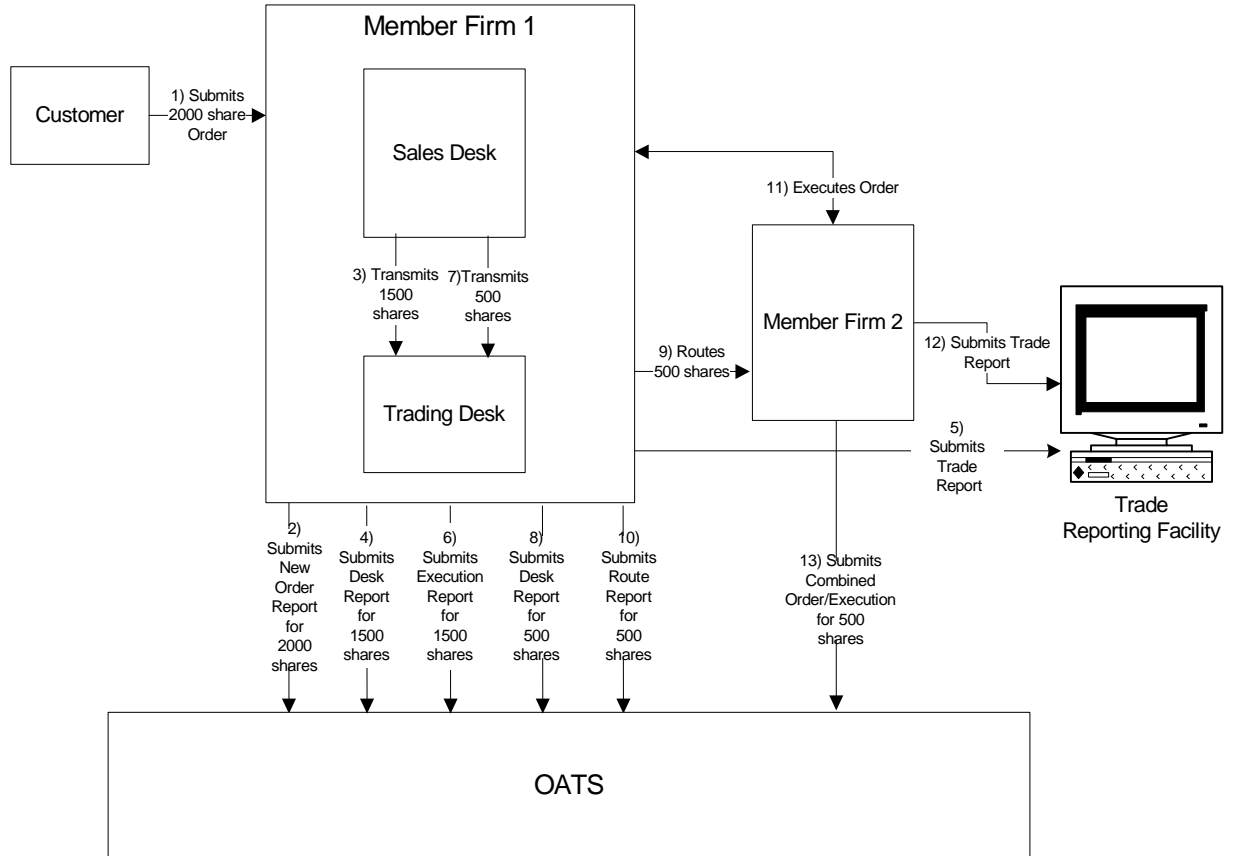 Member Firm 1
Customer
1) Submits
2000 share
Order
Sales Desk
11) Executes Order
3) Transmits
1500
shares
7)Transmits
500
shares
Member Firm 2
12) Submits Trade
Report
9) Routes
500 shares
Trading Desk
5)
Submits
Trade
Report
Trade
Reporting Facility
2)
Submits
New
Order
Report
for
2000
shares
4)
Submits
Desk
Report
for
1500
shares
6)
Submits
Execution
Report
for
1500
shares
8)
Submits
Desk
Report
for
500
shares
10)
Submits
Route
Report
for
500
shares
13) Submits
Combined
Order/Execution
for 500
shares
OATS